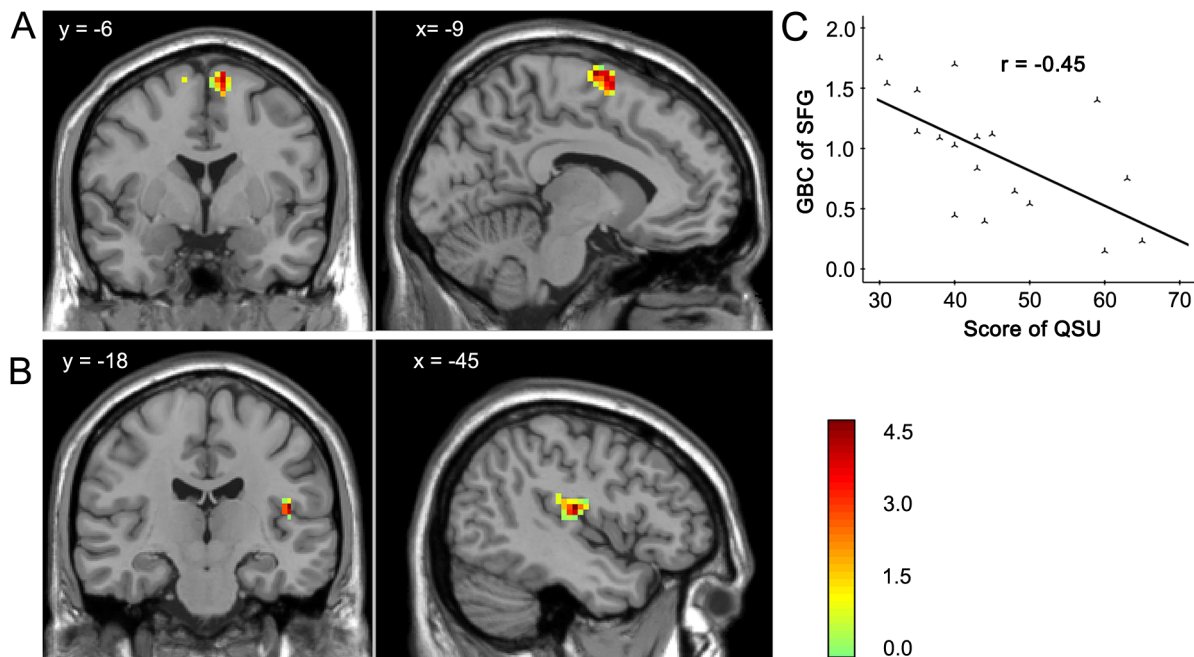 A
y = -6
x= -9
B
y = -18
x = -45
C
r = -0.45
GBC of SFG
2.0
1.5
1.0
0.5
0.0
30 40 50 60 70
Score of QSU
4.5
3.0
1.5
0.0